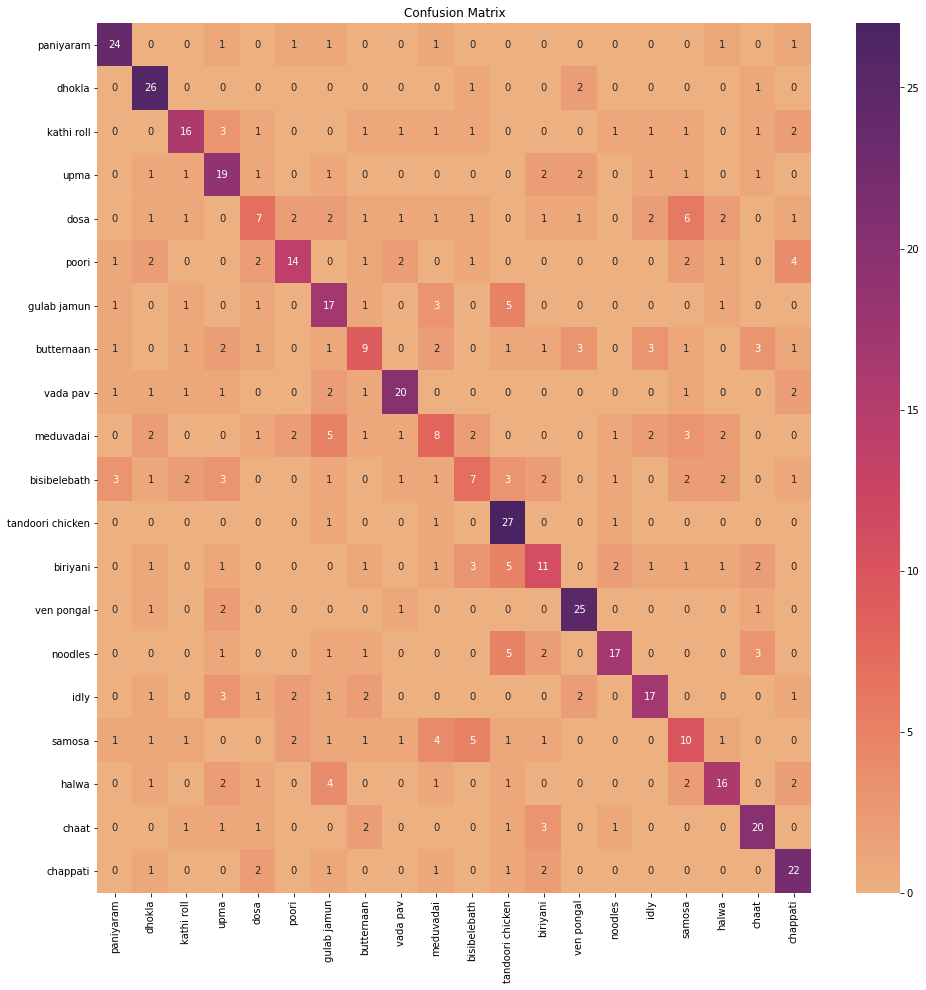 Confusion Matrix
paniyaram 24 0 0 1 0 1 1 0 0 1 0 0 0 0 0 0 0 1 0 1
dhokla 0 26 0 0 0 0 0 0 0 0 1 0 0 2 0 0 0 0 1 0
kathi roll 0 0 16 3 1 0 0 1 1 1 1 0 0 0 1 1 1 0 1 2
upma 0 1 1 19 1 0 1 0 0 0 0 0 2 2 0 1 1 0 1 0
dosa 0 1 1 0 7 2 2 1 1 1 1 0 1 1 0 2 6 2 0 1
poori 1 2 0 0 2 14 0 1 2 0 1 0 0 0 0 0 2 1 0 4
gulab jamun 1 0 1 0 1 0 17 1 0 3 0 5 0 0 0 0 0 1 0 0
butternaan 1 0 1 2 1 0 1 9 0 2 0 1 1 3 0 3 1 0 3 1
vada pav 1 1 1 1 0 0 2 1 20 0 0 0 0 0 0 0 1 0 0 2
meduvadai 0 2 0 0 1 2 5 1 1 8 2 0 0 0 1 2 3 2 0 0
bisibelebath 3 1 2 3 0 0 1 0 1 1 7 3 2 0 1 0 2 2 0 1
tandoori chicken 0 0 0 0 0 0 1 0 0 1 0 27 0 0 1 0 0 0 0 0
biriyani 0 1 0 1 0 0 0 1 0 1 3 5 11 0 2 1 1 1 2 0
ven pongal 0 1 0 2 0 0 0 0 1 0 0 0 0 25 0 0 0 0 1 0
noodles 0 0 0 1 0 0 1 1 0 0 0 5 2 0 17 0 0 0 3 0
idly 0 1 0 3 1 2 1 2 0 0 0 0 0 2 0 17 0 0 0 1
samosa 1 1 1 0 0 2 1 1 1 4 5 1 1 0 0 0 10 1 0 0
halwa 0 1 0 2 1 0 4 0 0 1 0 1 0 0 0 0 2 16 0 2
chaat 0 0 1 1 1 0 0 2 0 0 0 1 3 0 1 0 0 0 20 0
chappati 0 1 0 0 2 0 1 0 0 1 0 1 2 0 0 0 0 0 0 22
paniyaram dhokla kathi roll upma dosa poori gulab jamun butternaan vada pav meduvadai bisibelebath tandoori chicken biriyani ven pongal noodles idly samosa halwa chaat chappati
25
20
15
10
5
0